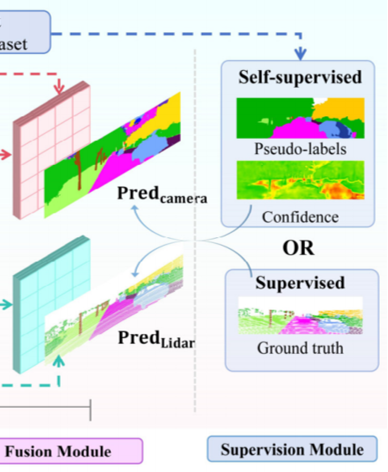 aset
Self-supervised
Pseudo-labels
Pred_camera
Confidence
OR
Supervised
Pred_Lidar
Ground truth
Fusion Module
Supervision Module